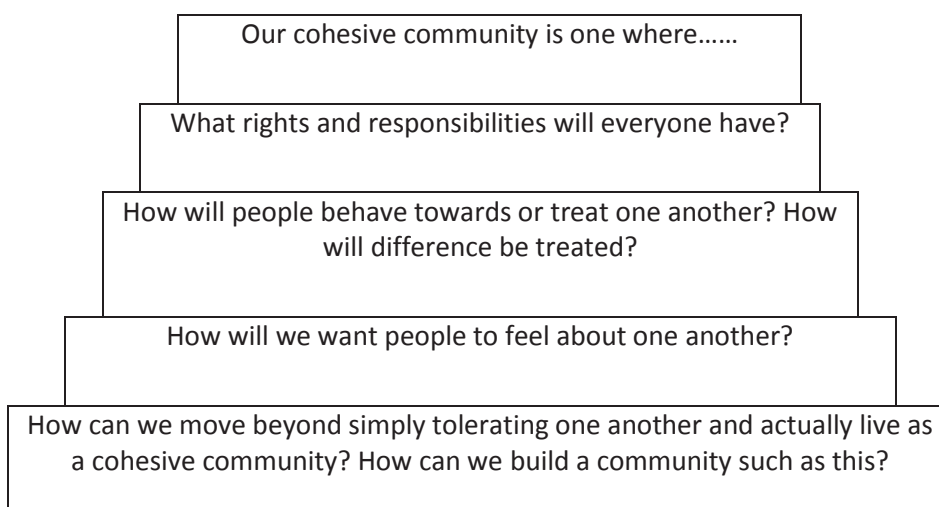 Our cohesive community is one where......
What rights and responsibilities will everyone have?
How will people behave towards or treat one another? How
will difference be treated?
How will we want people to feel about one another?
How can we move beyond simply tolerating one another and actually live as
a cohesive community? How can we build a community such as this?